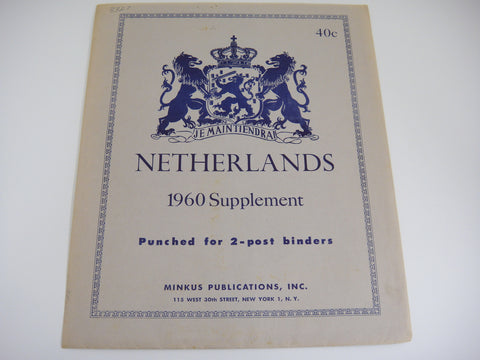 40c
JE MAINTIENDRAI
NETHERLANDS
1960 Supplement
Punched for 2-post binders
MINKUS PUBLICATIONS, INC.
115 WEST 30th STREET, NEW YORK 1, N. Y.